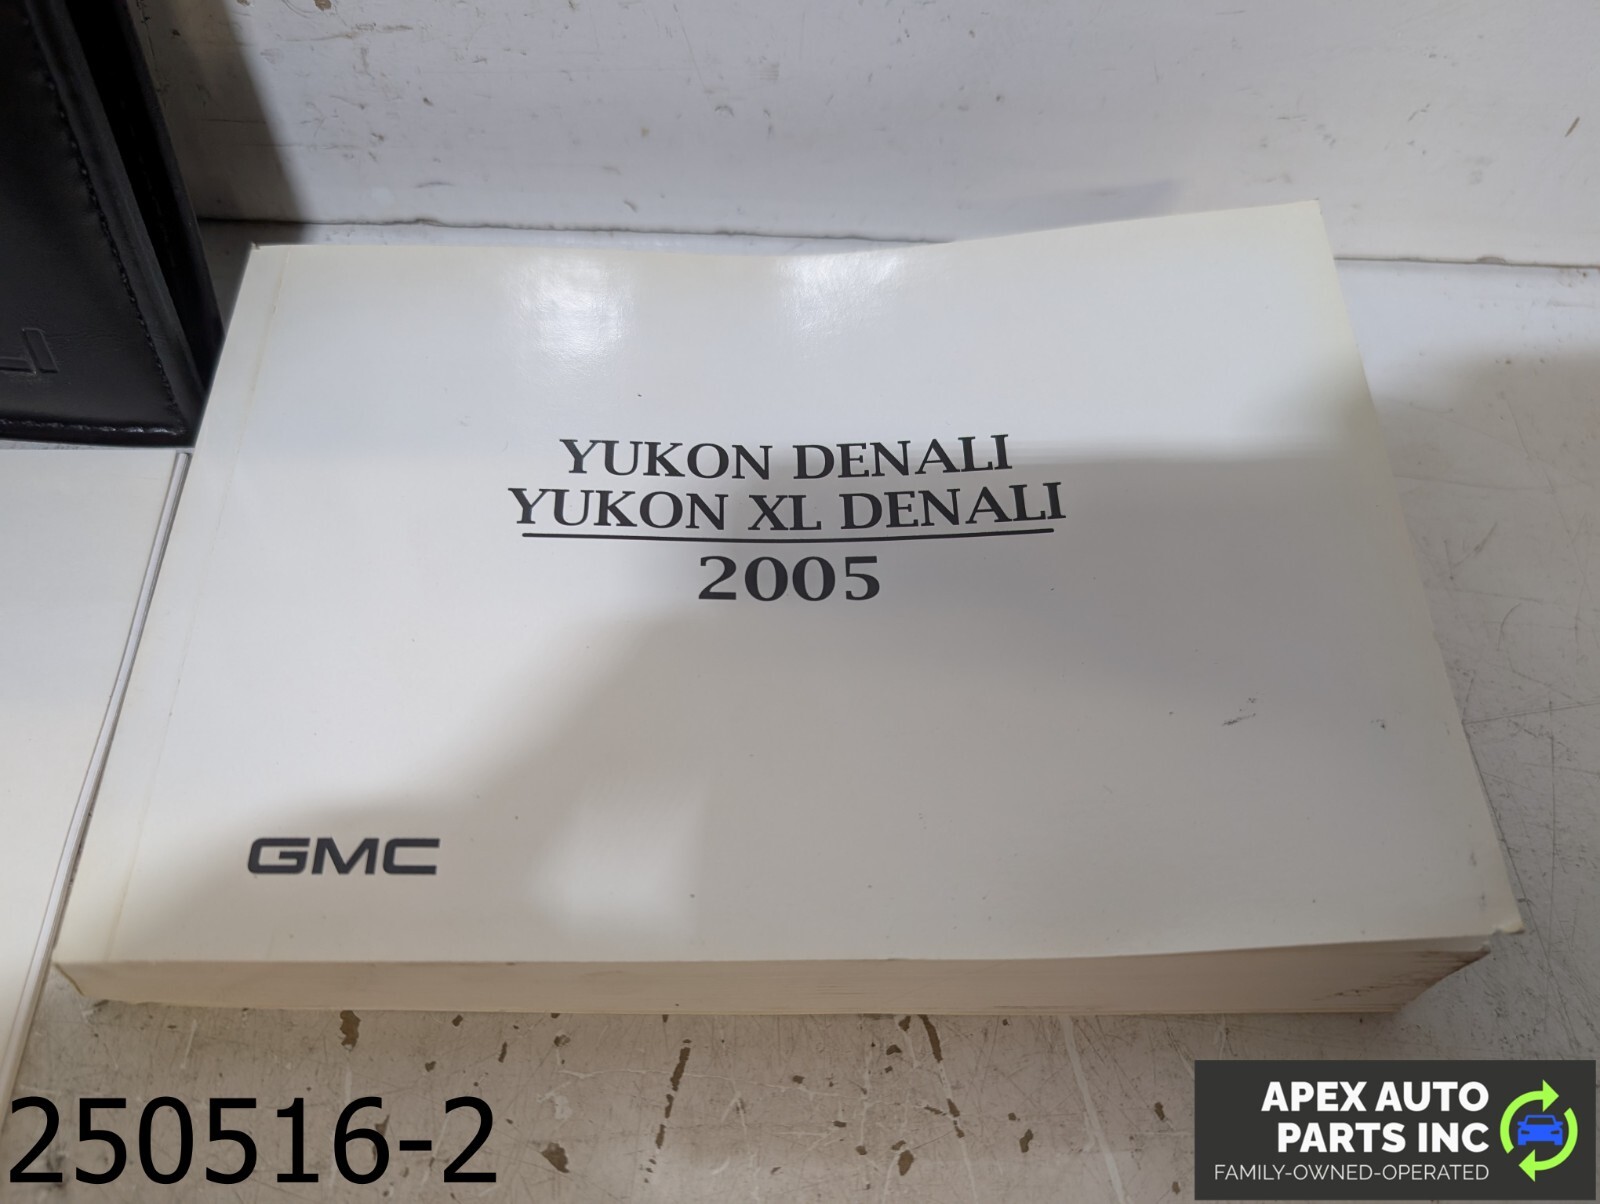 YUKON DENALI
YUKON XL DENALI
2005
GMC
250516-2
APEX AUTO
PARTS INC
FAMILY-OWNED-OPERATED